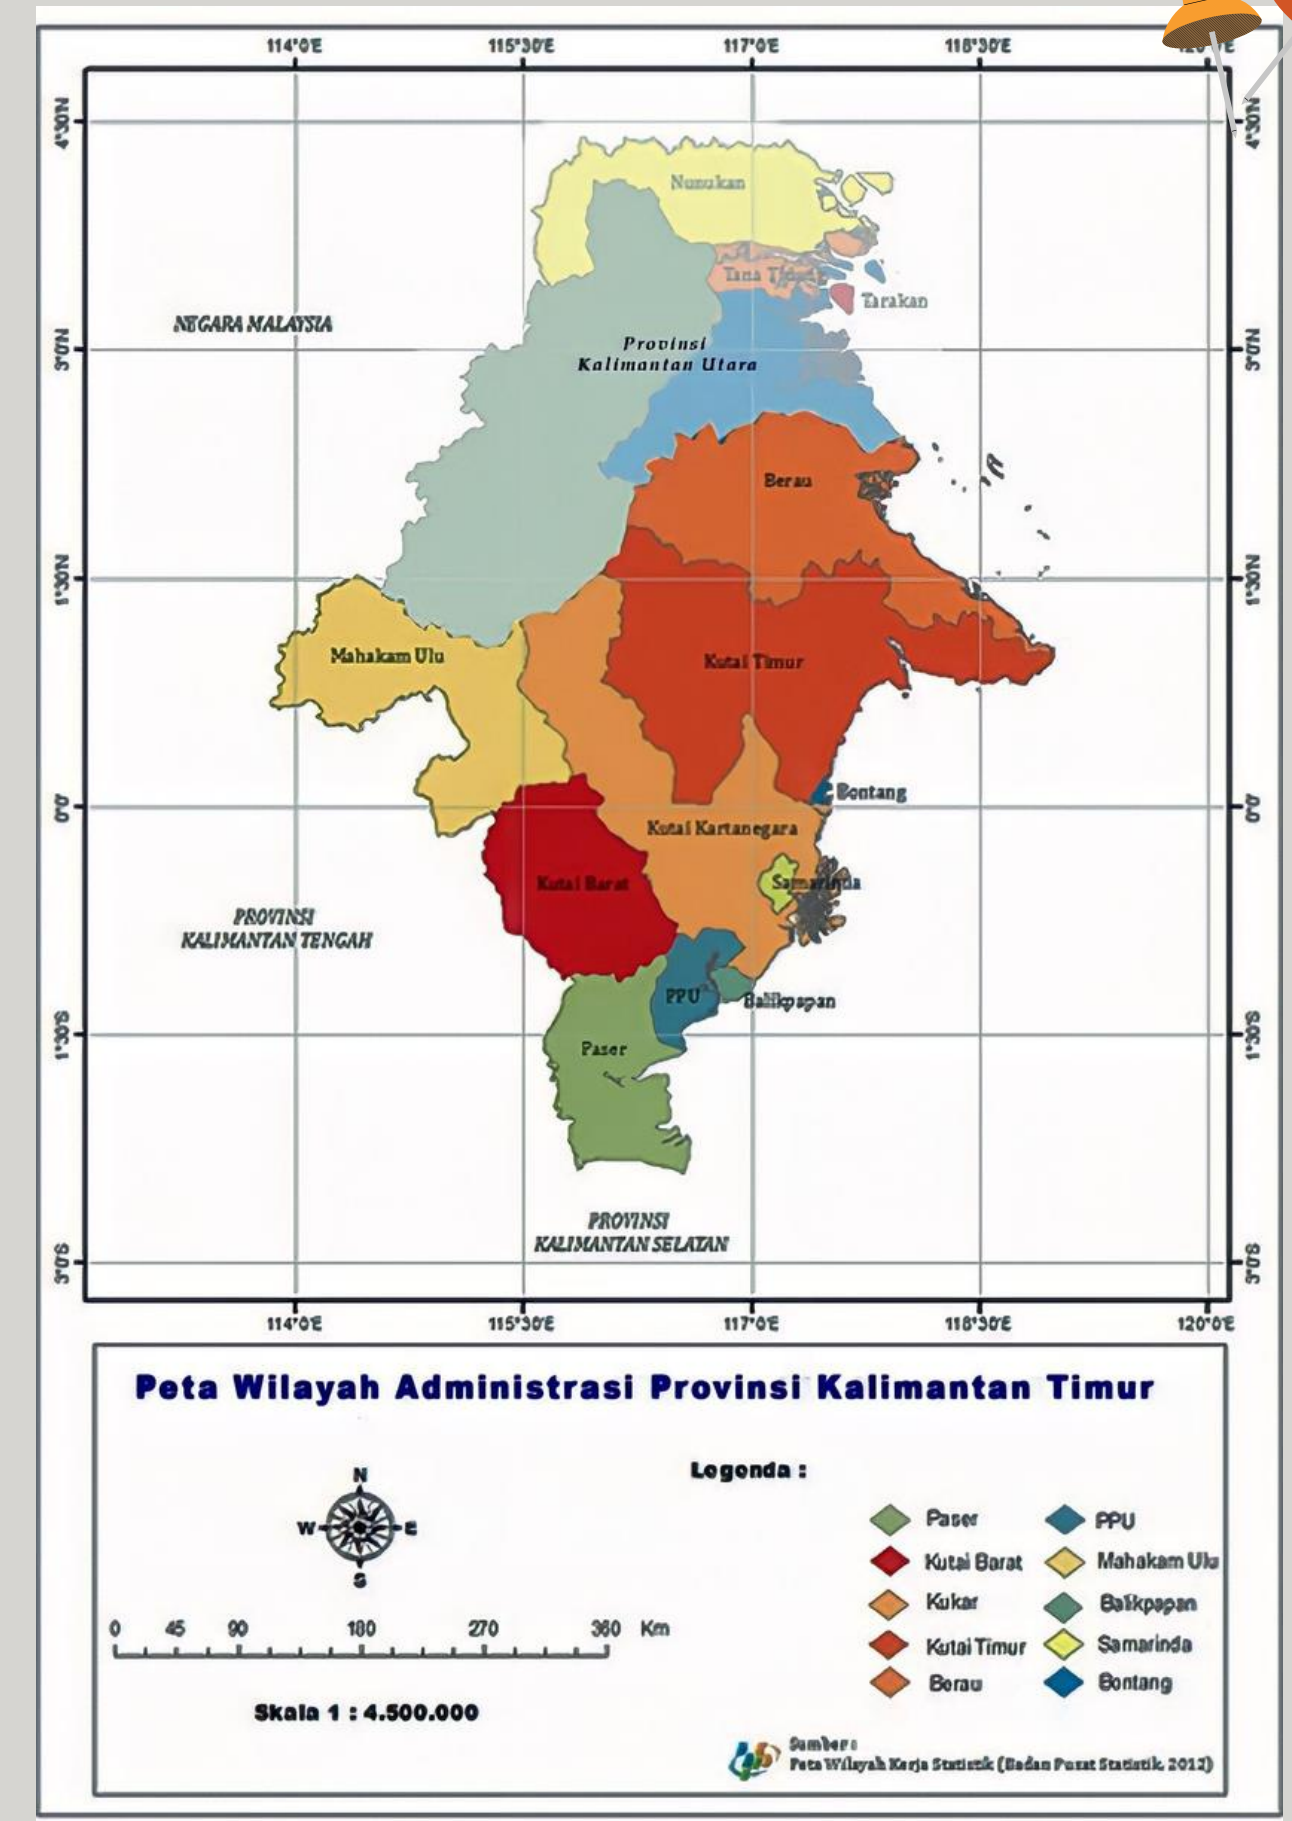 114°0'E 115°30'E 117°0'E 118°30'E
4°30'N 4°30'N
Nunukan
Tana Tidung
Tarakan
NEGARA MALAYSIA
Provinsi
Kalimantan Utara
3°0'N 3°0'N
Berau
1°30'N 1°30'N
Mahakam Ulu
Kutai Timur
Bontang
0°0' 0°0'
Kutai Kartanegara
Kutai Barat
Samarinda
PROVINSI
KALIMANTAN TENGAH
PPU
Balikpapan
1°30'S 1°30'S
Paser
PROVINSI
KALIMANTAN SELATAN
3°0'S 3°0'S
114°0'E 115°30'E 117°0'E 118°30'E 120°0'E
Peta Wilayah Administrasi Provinsi Kalimantan Timur
N
W E
S
0 45 90 180 270 360 Km
Skala 1 : 4.500.000
Legenda :
Paser PPU
Kutai Barat Mahakam Ulu
Kukar Balikpapan
Kutai Timur Samarinda
Berau Bontang
Sumber :
Peta Wilayah Kerja Statistik (Badan Pusat Statistik, 2012)